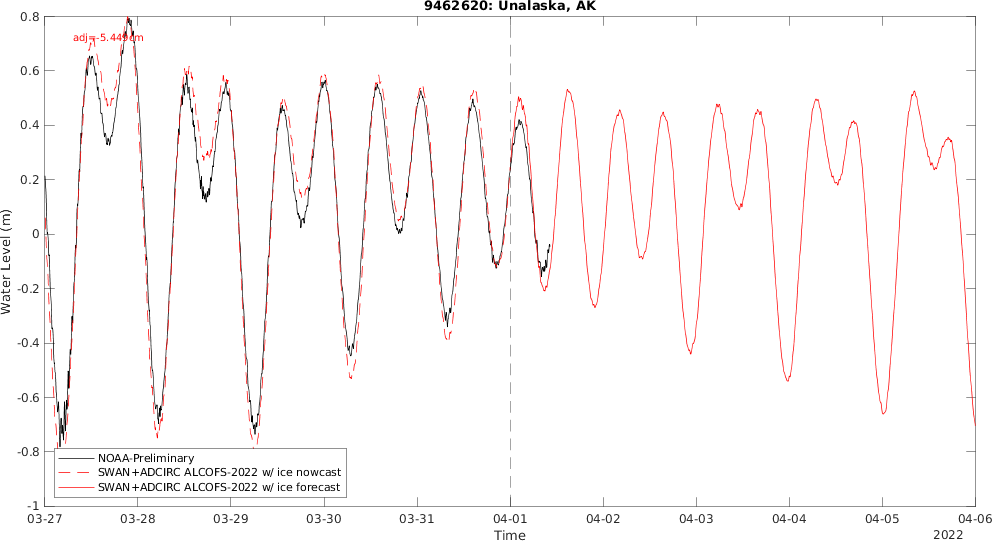 9462620: Unalaska, AK
adj=-5.449cm
0.8
0.6
0.4
0.2
0
-0.2
-0.4
-0.6
-0.8
-1
Water Level (m)
NOAA-Preliminary
SWAN+ADCIRC ALCOFS-2022 w/ ice nowcast
SWAN+ADCIRC ALCOFS-2022 w/ ice forecast
03-27 03-28 03-29 03-30 03-31 04-01 04-02 04-03 04-04 04-05 04-06
Time
2022